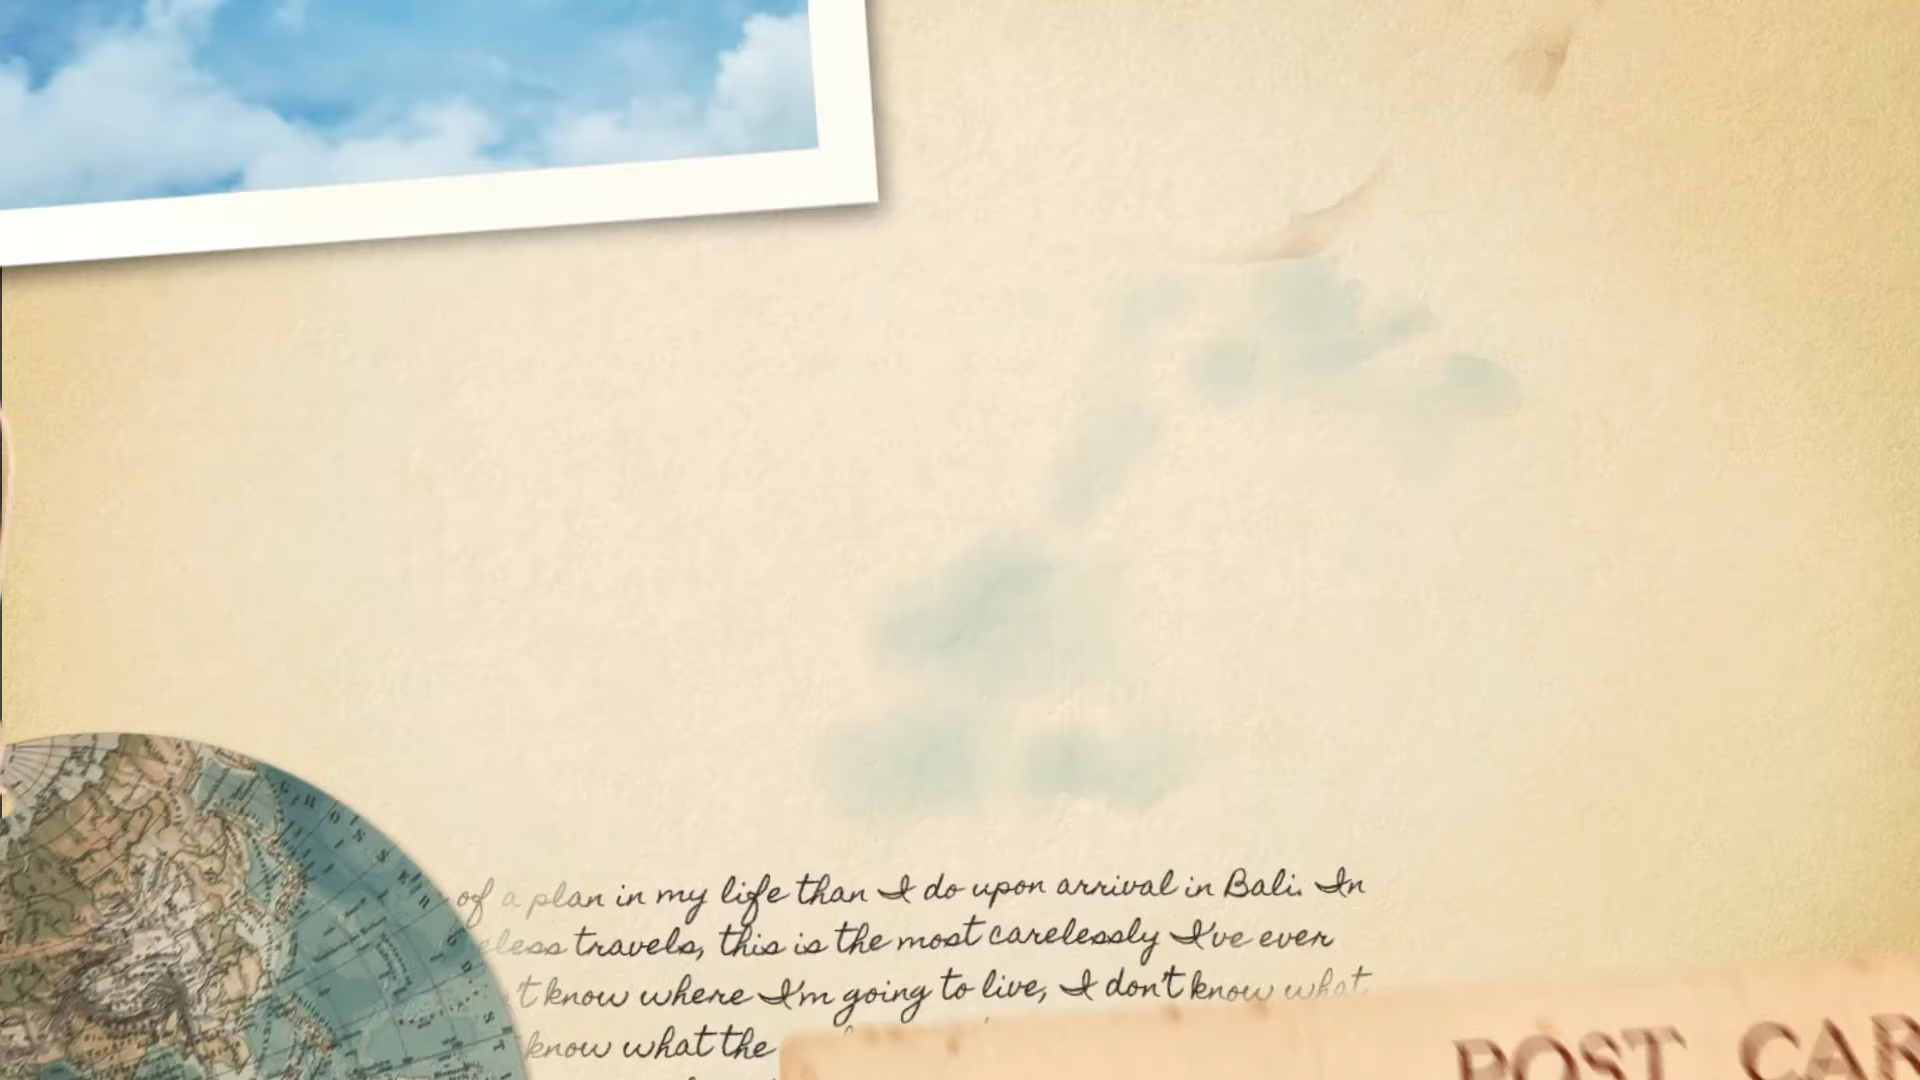 of a plan in my life than I do upon arrival in Bali. In
eless travels, this is the most carelessly I've ever
't know where I'm going to live, I don't know what
know what the
POST CAR